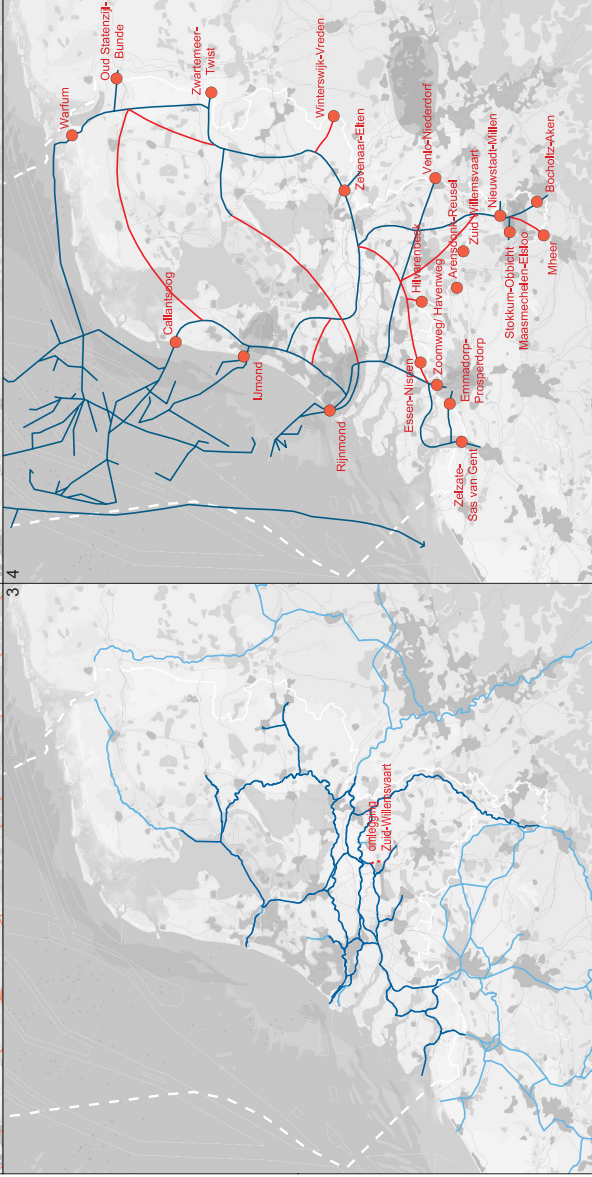 3
omlegging
Zuid-Willemsvaart
4
Warfum
Oud Statenzijl-
Bunde
Zwartemeer-
Twist
Winterswijk-Vreden
Zevenaar-Elten
Callantsoog
IJmond
Rijnmond
Venlo-Niederdorf
Hilvarenbeek
Arensdonk-Reusel
Zuid-Willemsvaart
Nieuwstadt-Millen
Bocholtz-Aken
Stokkum-Obbicht
Maasmechelen-Elsloo
Mheer
Essen-Nispen
Zoomweg/ Havenweg
Emmadorp-
Prosperdorp
Zelzate-
Sas van Gent